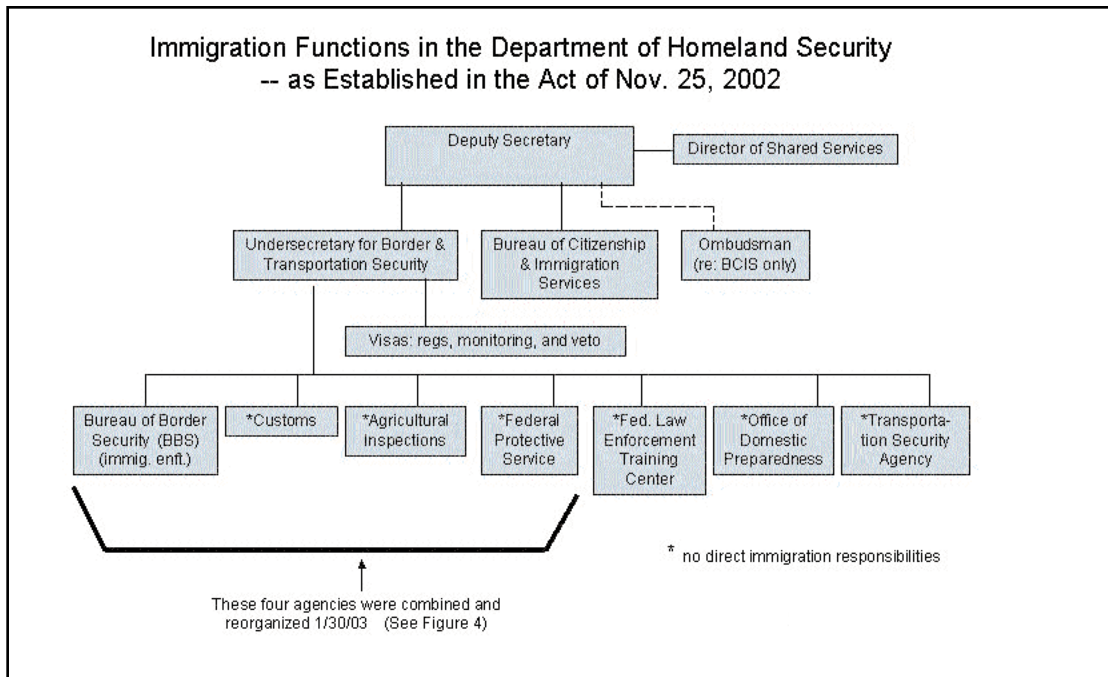 Immigration Functions in the Department of Homeland Security
-- as Established in the Act of Nov. 25, 2002
Deputy Secretary
Director of Shared Services
Undersecretary for Border &
Transportation Security
Bureau of Citizenship
& Immigration
Services
Ombudsman
(re: BCIS only)
Visas: regs, monitoring, and veto
Bureau of Border
Security (BBS)
(immig. enft.)
*Customs
*Agricultural
Inspections
*Federal
Protective
Service
*Fed. Law
Enforcement
Training
Center
*Office of
Domestic
Preparedness
*Transporta-
tion Security
Agency
* no direct immigration responsibilities
These four agencies were combined and
reorganized 1/30/03 (See Figure 4)